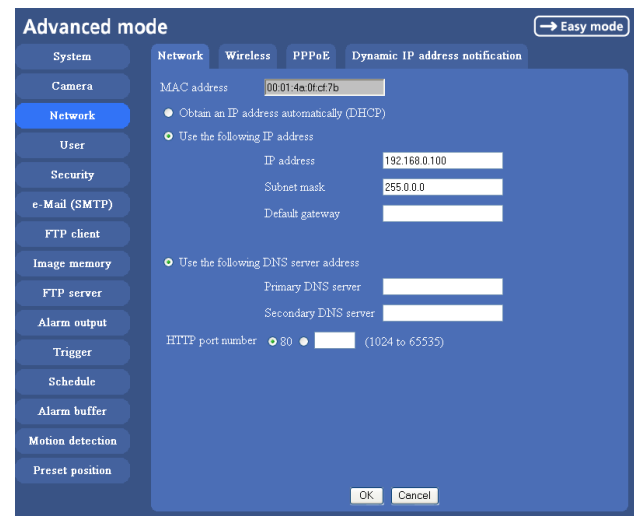 Advanced mode
→ Easy mode
System
Camera
Network
User
Security
e-Mail (SMTP)
FTP client
Image memory
FTP server
Alarm output
Trigger
Schedule
Alarm buffer
Motion detection
Preset position
Network Wireless PPPoE Dynamic IP address notification
MAC address 00:01:4a:0f:cf:7b
Obtain an IP address automatically (DHCP)
Use the following IP address
IP address 192.168.0.100
Subnet mask 255.0.0.0
Default gateway
Use the following DNS server address
Primary DNS server
Secondary DNS server
HTTP port number 80 (1024 to 65535)
OK Cancel